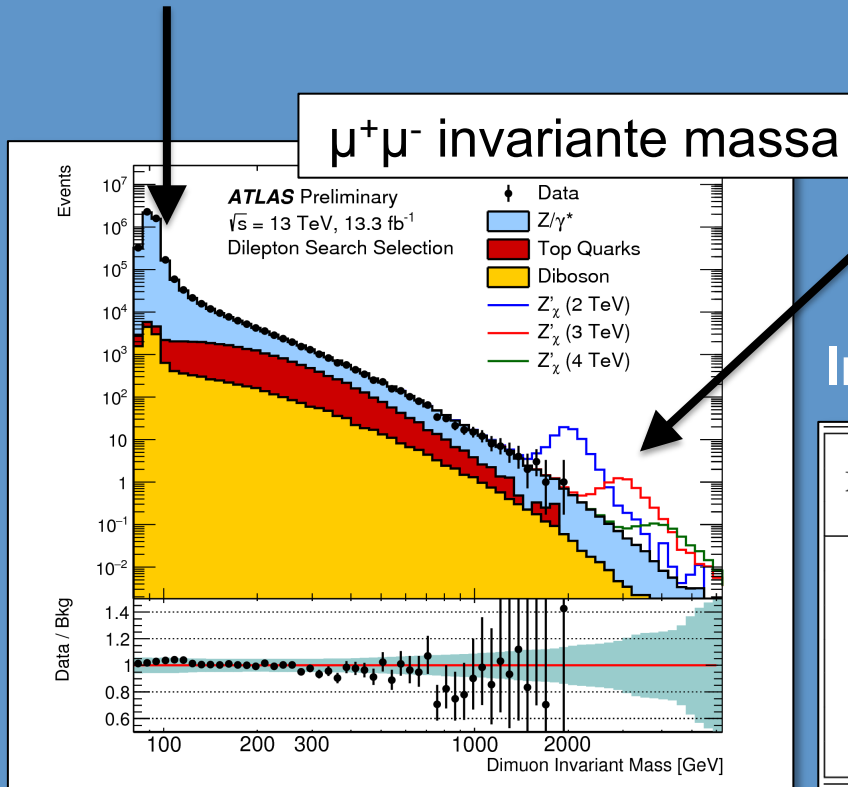 μ⁺μ⁻ invariante massa
Events
10⁷
10⁶
10⁵
10⁴
10³
10²
10
1
10⁻¹
10⁻²
ATLAS Preliminary
√s = 13 TeV, 13.3 fb⁻¹
Dilepton Search Selection
Data
Z/γ*
Top Quarks
Diboson
Z'χ (2 TeV)
Z'χ (3 TeV)
Z'χ (4 TeV)
Data / Bkg
1.4
1.2
1
0.8
0.6
100 200 300 1000 2000
Dimuon Invariant Mass [GeV]